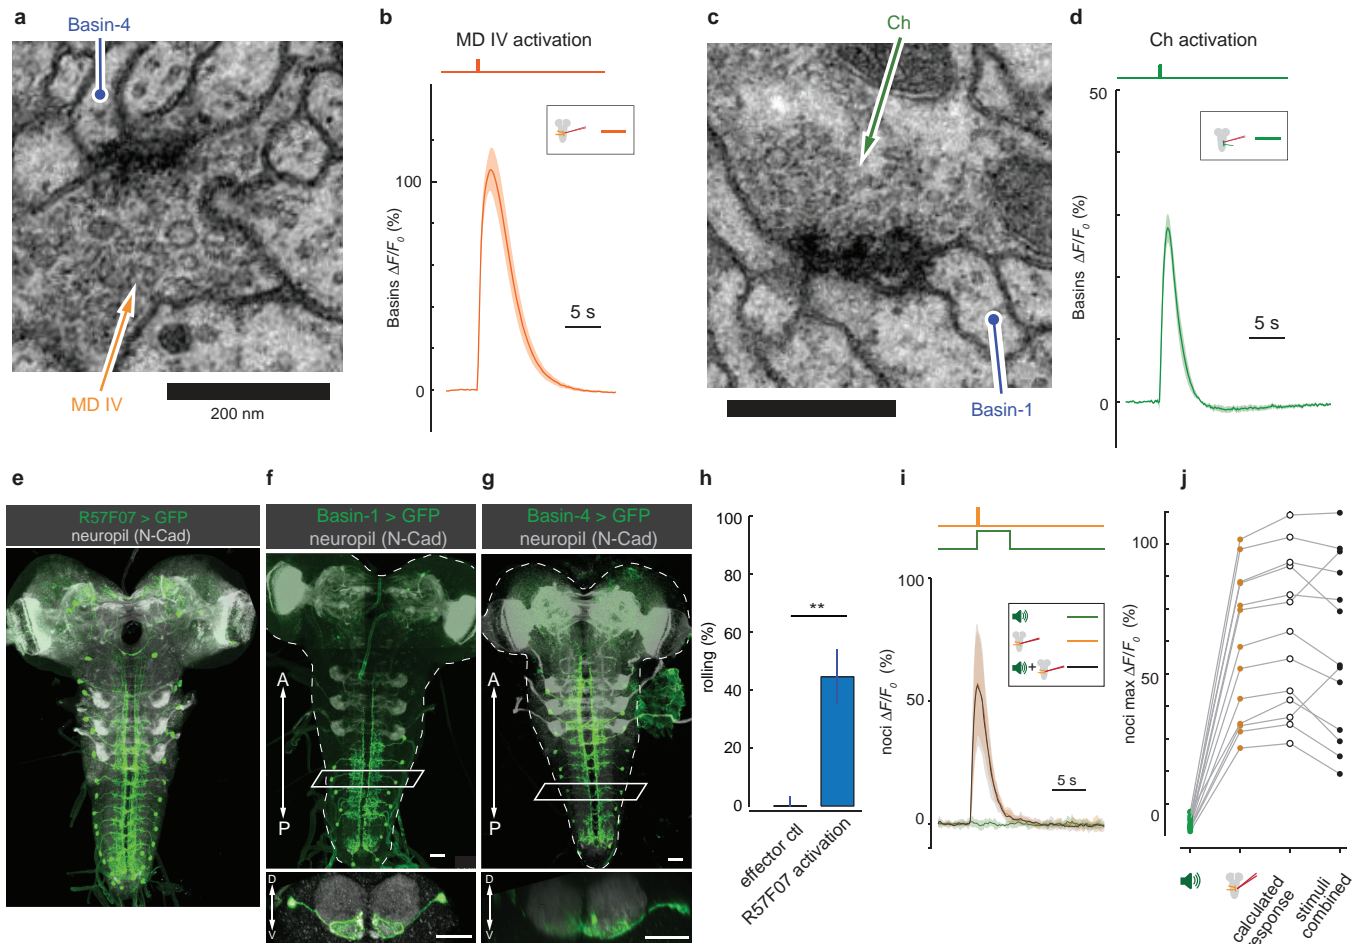 a
Basin-4
MD IV
200 nm
b
MD IV activation
Basins ΔF/F0 (%)
100
0
5 s
c
Ch
Basin-1
d
Ch activation
Basins ΔF/F0 (%)
50
0
5 s
e
R57F07 > GFP
neuropil (N-Cad)
f
Basin-1 > GFP
neuropil (N-Cad)
A
P
D
V
g
Basin-4 > GFP
neuropil (N-Cad)
A
P
D
V
h
rolling (%)
100
80
60
40
20
0
**
effector ctl
R57F07 activation
i
noci ΔF/F0 (%)
100
50
0
+
5 s
j
noci max ΔF/F0 (%)
100
50
0
calculated
response
stimuli
combined